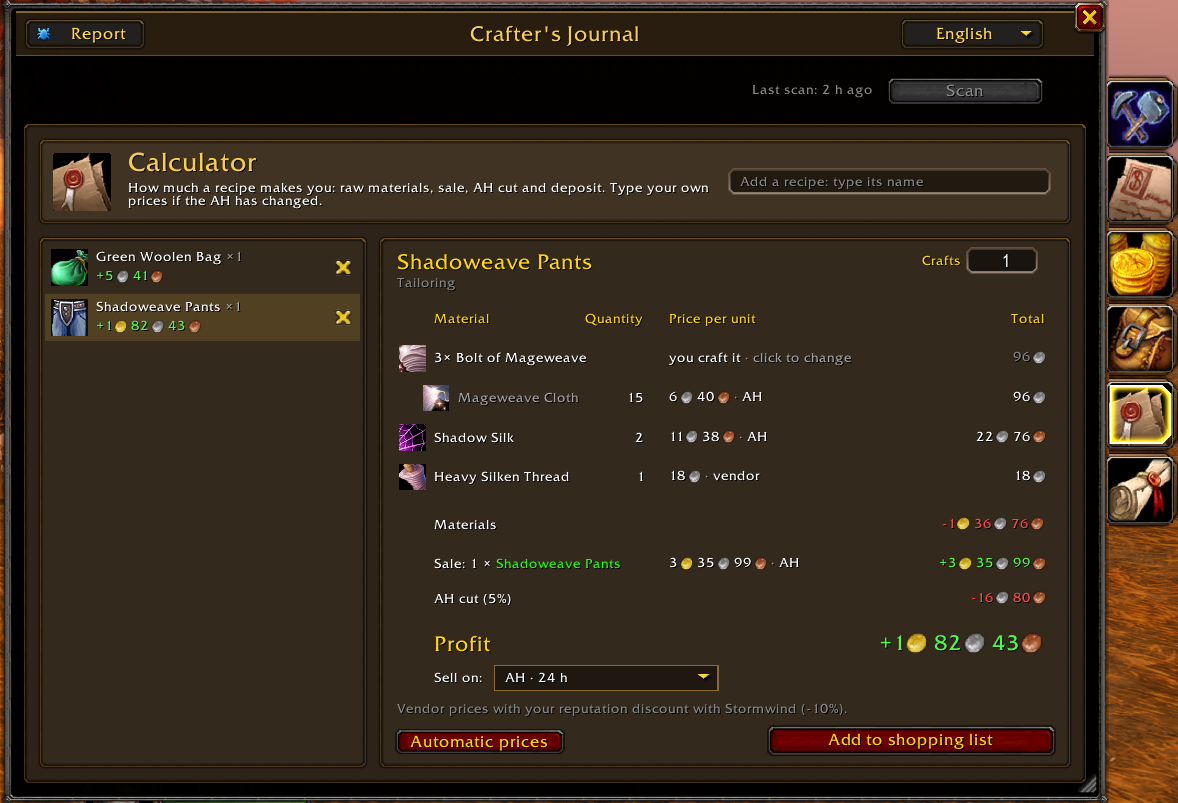 Report
Crafter's Journal
English
Last scan: 2 h ago
Scan
Calculator
How much a recipe makes you: raw materials, sale, AH cut and deposit. Type your own
prices if the AH has changed.
Add a recipe: type its name
Green Woolen Bag ×1
+5 41
Shadoweave Pants ×1
+1 82 43
Shadoweave Pants
Tailoring
Crafts 1
Material Quantity Price per unit Total
3× Bolt of Mageweave you craft it · click to change 96
Mageweave Cloth 15 6 40 · AH 96
Shadow Silk 2 11 38 · AH 22 76
Heavy Silken Thread 1 18 · vendor 18
Materials -1 36 76
Sale: 1 × Shadoweave Pants 3 35 99 · AH +3 35 99
AH cut (5%) -16 80
Profit +1 82 43
Sell on: AH · 24 h
Vendor prices with your reputation discount with Stormwind (-10%).
Automatic prices
Add to shopping list